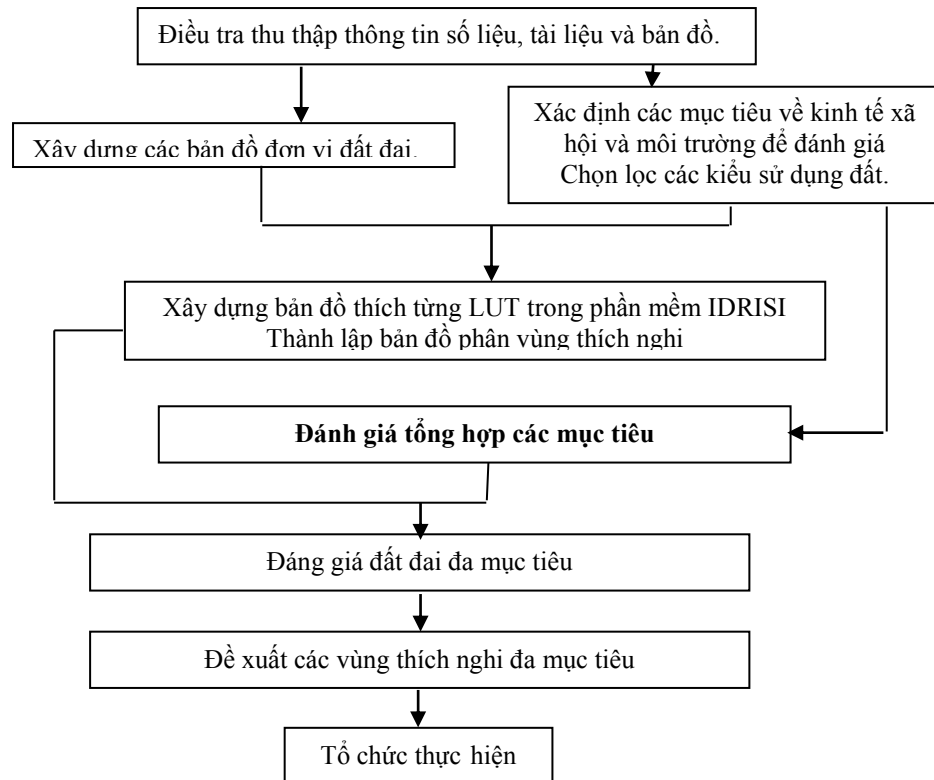 Điều tra thu thập thông tin số liệu, tài liệu và bản đồ.
Xây dựng các bản đồ đơn vị đất đai.
Xác định các mục tiêu về kinh tế xã
hội và môi trường để đánh giá
Chọn lọc các kiểu sử dụng đất.
Xây dựng bản đồ thích từng LUT trong phần mềm IDRISI
Thành lập bản đồ phân vùng thích nghi
Đánh giá tổng hợp các mục tiêu
Đáng giá đất đai đa mục tiêu
Đề xuất các vùng thích nghi đa mục tiêu
Tổ chức thực hiện